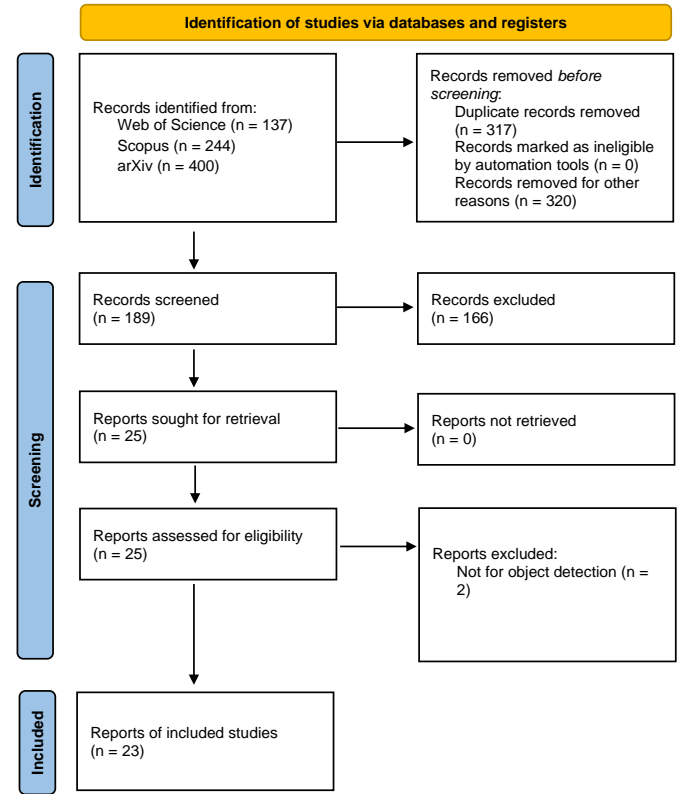 Identification of studies via databases and registers
Identification
Records identified from:
Web of Science (n = 137)
Scopus (n = 244)
arXiv (n = 400)
Records removed before
screening:
Duplicate records removed
(n = 317)
Records marked as ineligible
by automation tools (n = 0)
Records removed for other
reasons (n = 320)
Screening
Records screened
(n = 189)
Records excluded
(n = 166)
Reports sought for retrieval
(n = 25)
Reports not retrieved
(n = 0)
Reports assessed for eligibility
(n = 25)
Reports excluded:
Not for object detection (n =
2)
Included
Reports of included studies
(n = 23)